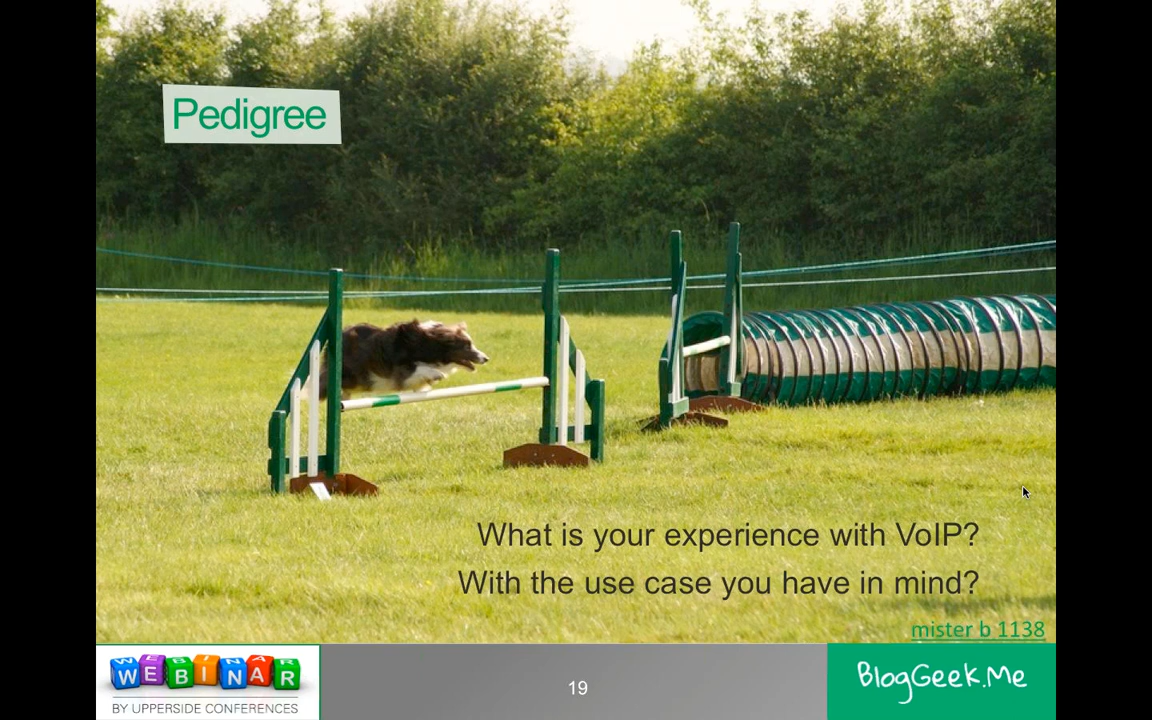 Pedigree
What is your experience with VoIP?
With the use case you have in mind?
mister b 1138
WEBINAR
BY UPPERSIDE CONFERENCES
19
BlogGeek.Me